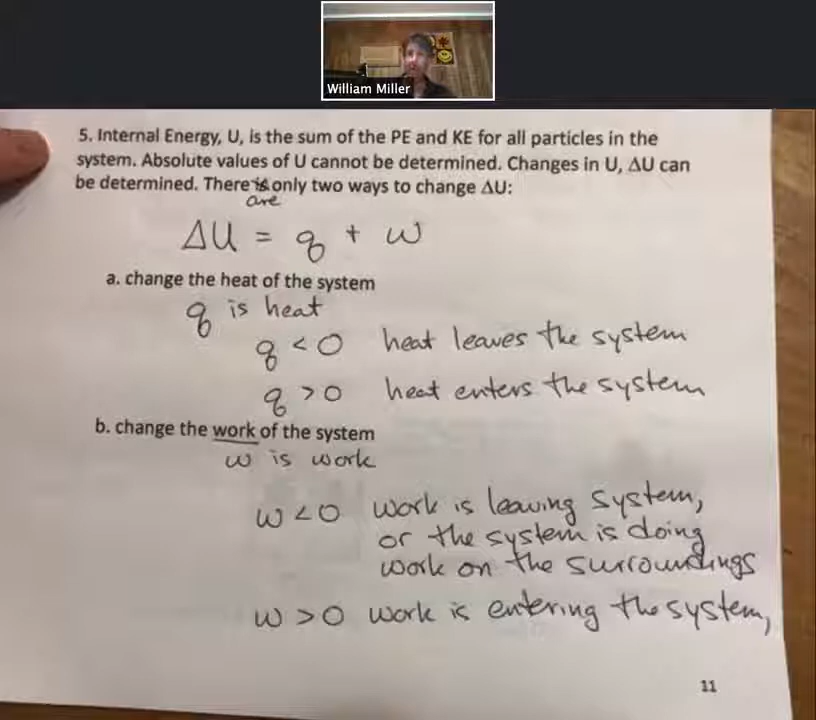 William Miller
5. Internal Energy, U, is the sum of the PE and KE for all particles in the
system. Absolute values of U cannot be determined. Changes in U, ΔU can
be determined. There is only two ways to change ΔU:
are
ΔU = q + w
a. change the heat of the system
q is heat
q < 0 heat leaves the system
q > 0 heat enters the system
b. change the work of the system
w is work
w < 0 work is leaving system,
or the system is doing
work on the surroundings
w > 0 work is entering the system,
11